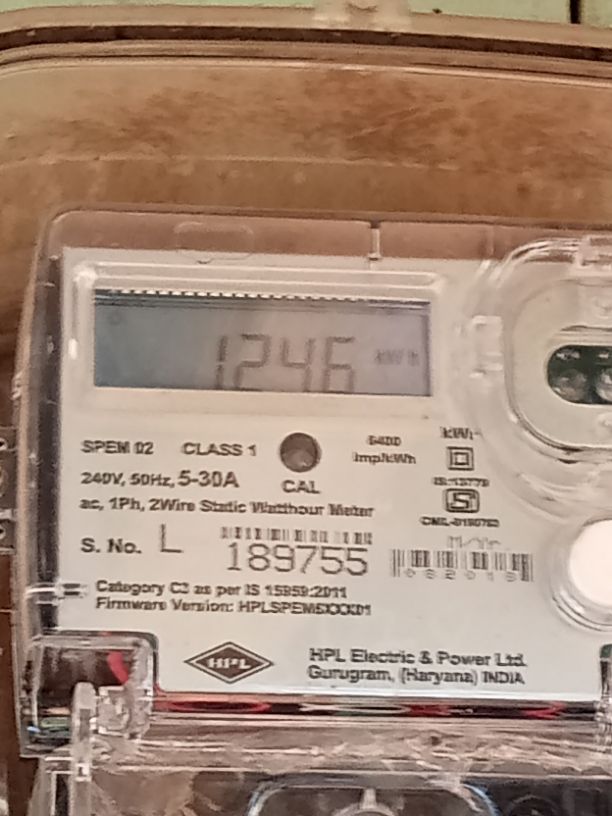 1246 kWh
SPEM 02 CLASS 1 6400 kWh
imp/kWh
240V, 50Hz, 5-30A CAL IS:13779
ac, 1Ph, 2Wire Static Watthour Meter
S. No. L 189755
Category C3 as per IS 15959:2011
Firmware Version:
HPL HPL Electric & Power Ltd.
Gurugram, (Haryana) INDIA